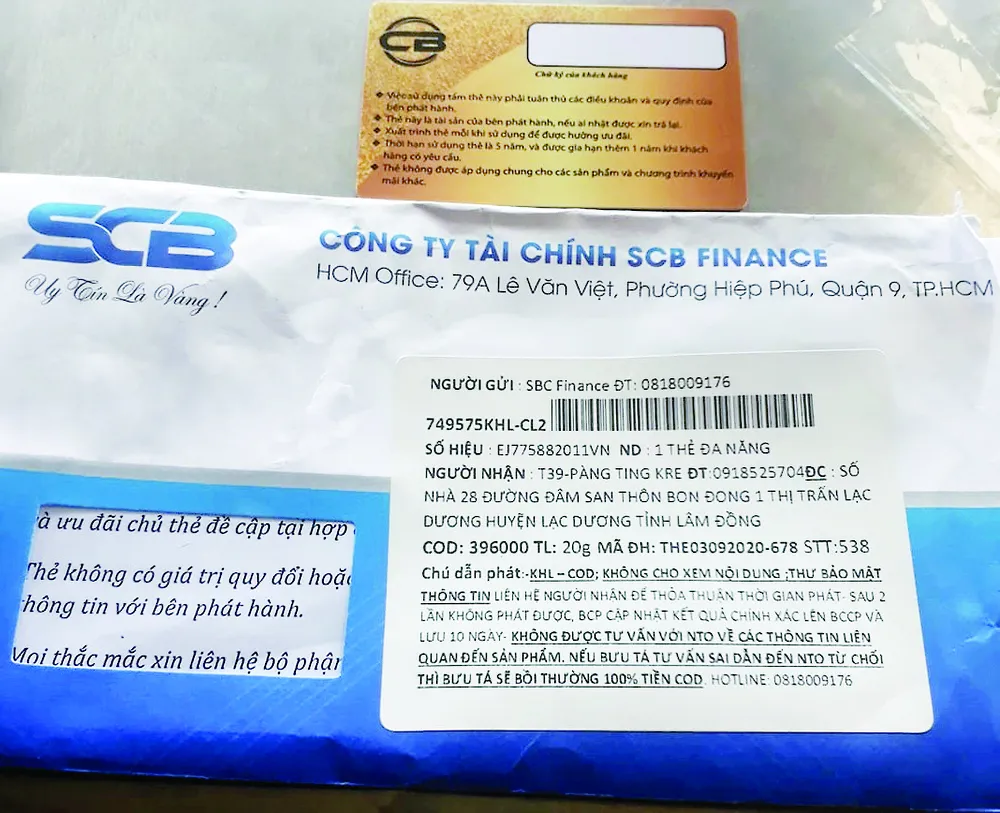 CB
Chữ ký của khách hàng
❖ Việc sử dụng tấm thẻ này phải tuân thủ các điều khoản và quy định của
bên phát hành.
❖ Thẻ này là tài sản của bên phát hành, nếu ai nhặt được xin trả lại.
❖ Xuất trình thẻ mỗi khi sử dụng để được hưởng ưu đãi.
❖ Thời hạn sử dụng thẻ là 5 năm, và được gia hạn thêm 1 năm khi khách
hàng có yêu cầu.
❖ Thẻ không được áp dụng chung cho các sản phẩm và chương trình khuyến
mãi khác.
SCB
Uy Tín Là Vàng!
CÔNG TY TÀI CHÍNH SCB FINANCE
HCM Office: 79A Lê Văn Việt, Phường Hiệp Phú, Quận 9, TP.HCM
NGƯỜI GỬI : SBC Finance ĐT: 0818009176
749575KHL-CL2
SỐ HIỆU : EJ775882011VN ND : 1 THẺ ĐA NĂNG
NGƯỜI NHẬN : T39-PÀNG TING KRE ĐT:0918525704ĐC : SỐ
NHÀ 28 ĐƯỜNG ĐĂM SAN THÔN BON ĐONG 1 THỊ TRẤN LẠC
DƯƠNG HUYỆN LẠC DƯƠNG TỈNH LÂM ĐỒNG
COD: 396000 TL: 20g MÃ ĐH: THE03092020-678 STT:538
Chú dẫn phát:-KHL – COD; KHÔNG CHO XEM NỘI DUNG ;THƯ BẢO MẬT
THÔNG TIN LIÊN HỆ NGƯỜI NHẬN ĐỂ THỎA THUẬN THỜI GIAN PHÁT- SAU 2
LẦN KHÔNG PHÁT ĐƯỢC, BCP CẬP NHẬT KẾT QUẢ CHÍNH XÁC LÊN BCCP VÀ
LƯU 10 NGÀY- KHÔNG ĐƯỢC TƯ VẤN VỚI NTO VỀ CÁC THÔNG TIN LIÊN
QUAN ĐẾN SẢN PHẨM. NẾU BƯU TÁ TƯ VẤN SAI DẪN ĐẾN NTO TỪ CHỐI
THÌ BƯU TÁ SẼ BỒI THƯỜNG 100% TIỀN COD. HOTLINE: 0818009176
và ưu đãi chủ thẻ đề cập tại hợp
Thẻ không có giá trị quy đổi hoặc
thông tin với bên phát hành.
Mọi thắc mắc xin liên hệ bộ phận